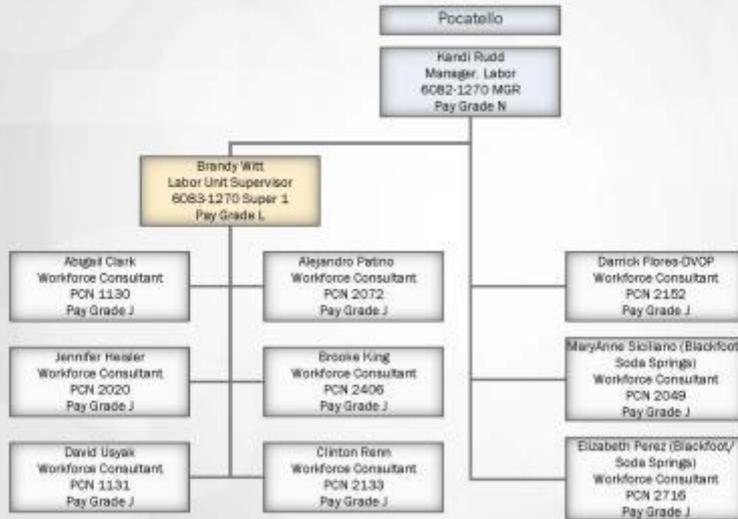 Pocatello
Kandi Rudd
Manager, Labor
6082-1270 MGR
Pay Grade N
Brandy Witt
Labor Unit Supervisor
6083-1270 Super 1
Pay Grade L
Abigail Clark
Workforce Consultant
PCN 1130
Pay Grade J
Alejandro Patino
Workforce Consultant
PCN 2072
Pay Grade J
Darrick Flores-DVOP
Workforce Consultant
PCN 2152
Pay Grade J
Jennifer Heisler
Workforce Consultant
PCN 2020
Pay Grade J
Brooke King
Workforce Consultant
PCN 2406
Pay Grade J
MaryAnne Siciliano (Blackfoot
Soda Springs)
Workforce Consultant
PCN 2049
Pay Grade J
David Usyak
Workforce Consultant
PCN 1131
Pay Grade J
Clinton Renn
Workforce Consultant
PCN 2133
Pay Grade J
Elizabeth Perez (Blackfoot/
Soda Springs)
Workforce Consultant
PCN 2716
Pay Grade J